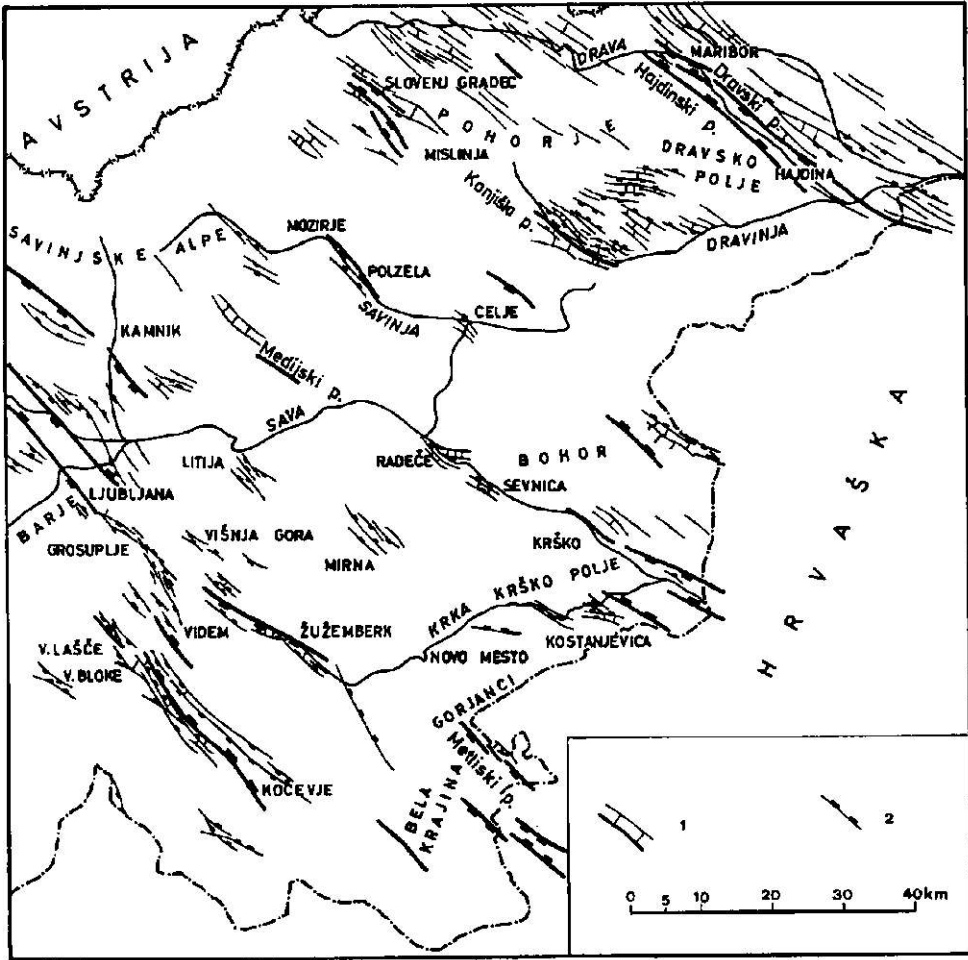 AVSTRIJA
DRAVA
MARIBOR
SLOVENJ GRADEC
Hajdinski p.
Dravski p.
POHORJE
MISLINJA
DRAVSKO
POLJE
HAJDINA
Konjiški p.
DRAVINJA
SAVINJSKE ALPE
MOZIRJE
POLZELA
SAVINJA
CELJE
KAMNIK
Medijski p.
SAVA
LITIJA
RADEČE
BOHOR
SEVNICA
HRVAŠKA
LJUBLJANA
BARJE
GROSUPLJE
VIŠNJA GORA
MIRNA
KRŠKO
KRŠKO POLJE
KRKA
VIDEM
ŽUŽEMBERK
KOSTANJEVICA
NOVO MESTO
V. LAŠČE
V. BLOKE
GORJANCI
Metliški p.
KOČEVJE
BELA
KRAJINA
1
2
0 5 10 20 30 40km